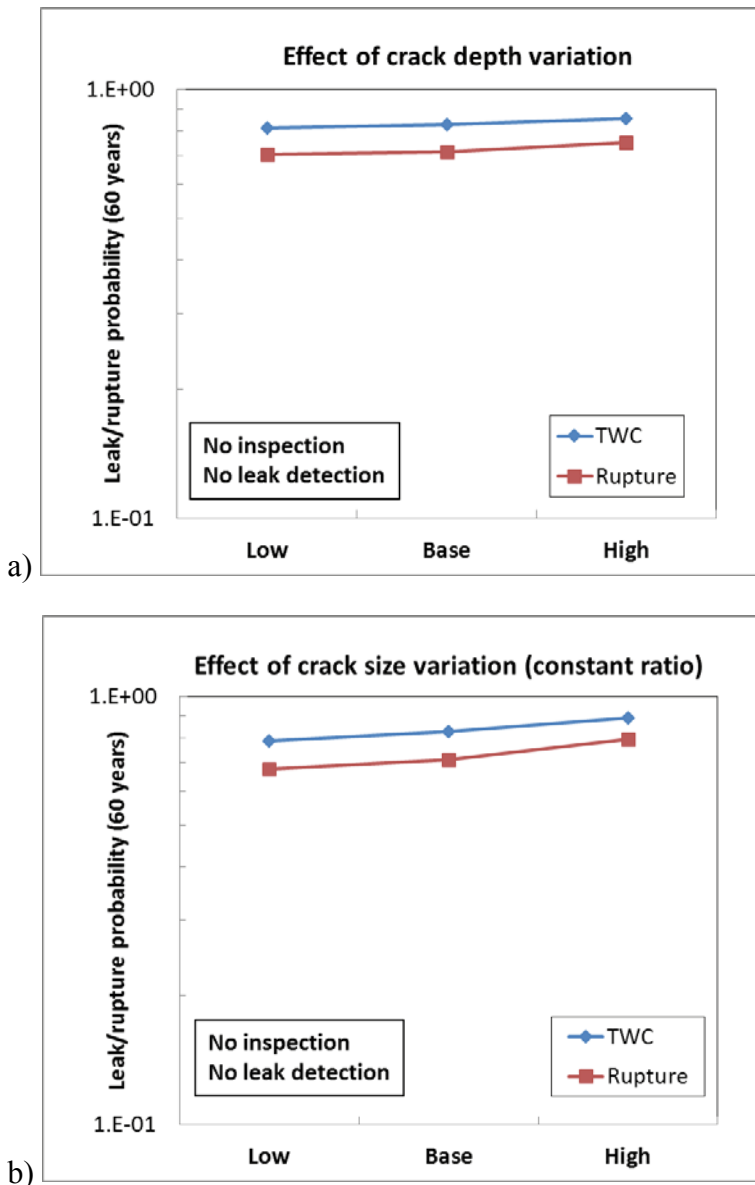 Effect of crack depth variation
1.E+00
Leak/rupture probability (60 years)
No inspection
No leak detection
TWC
Rupture
1.E-01
Low Base High
a)
Effect of crack size variation (constant ratio)
1.E+00
Leak/rupture probability (60 years)
No inspection
No leak detection
TWC
Rupture
1.E-01
Low Base High
b)